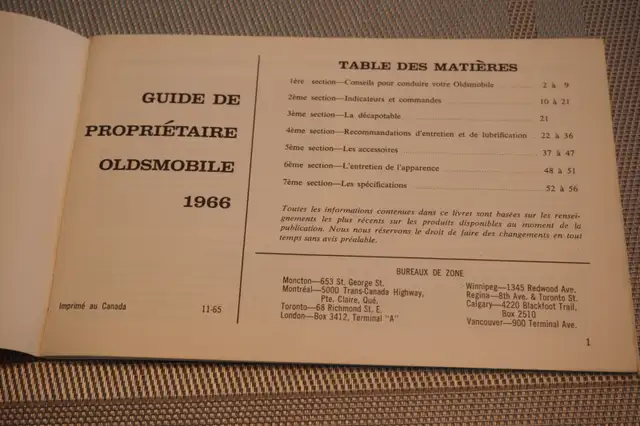 GUIDE DE
PROPRIÉTAIRE
OLDSMOBILE
1966
Imprimé au Canada 11-65
TABLE DES MATIÈRES
1ère section—Conseils pour conduire votre Oldsmobile 2 à 9
2ème section—Indicateurs et commandes 10 à 21
3ème section—La décapotable 21
4ème section—Recommandations d'entretien et de lubrification 22 à 36
5ème section—Les accessoires 37 à 47
6ème section—L'entretien de l'apparence 48 à 51
7ème section—Les spécifications 52 à 56
Toutes les informations contenues dans ce livret sont basées sur les rensei-
gnements les plus récents sur les produits disponibles au moment de la
publication. Nous nous réservons le droit de faire des changements en tout
temps sans avis préalable.
BUREAUX DE ZONE
Moncton—653 St. George St.
Montréal—5000 Trans-Canada Highway,
Pte. Claire, Qué.
Toronto—68 Richmond St. E.
London—Box 3412, Terminal "A"
Winnipeg—1345 Redwood Ave.
Regina—8th Ave. & Toronto St.
Calgary—4220 Blackfoot Trail,
Box 2510
Vancouver—900 Terminal Ave.
1